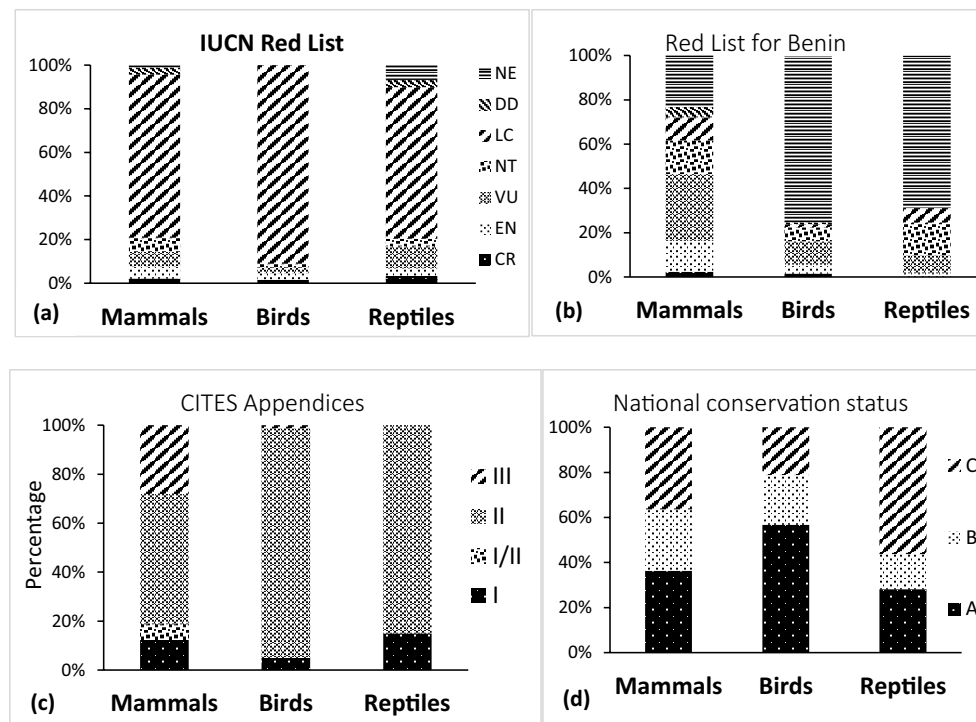 IUCN Red List
100%
80%
60%
40%
20%
0%
NE
DD
LC
NT
VU
EN
CR
(a)
Mammals
Birds
Reptiles
Red List for Benin
100%
80%
60%
40%
20%
0%
(b)
Mammals
Birds
Reptiles
CITES Appendices
Percentage
100%
80%
60%
40%
20%
0%
III
II
I/II
I
(c)
Mammals
Birds
Reptiles
National conservation status
100%
80%
60%
40%
20%
0%
C
B
A
(d)
Mammals
Birds
Reptiles